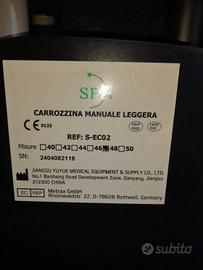 CARROZZINA MANUALE LEGGERA
CE 0123
REF: S-EC02
Misure □40□42□44□46 48□50
SN: 2404082118
JIANGSU YUYUE MEDICAL EQUIPMENT & SUPPLY CO., LTD
No.1 Baisheng Road Development Zone, Danyang, Jiangsu
212300 CHINA
EC REP Metrax GmbH
Rheinwaldstr. 22, D-78628 Rottweil, Germany
subito